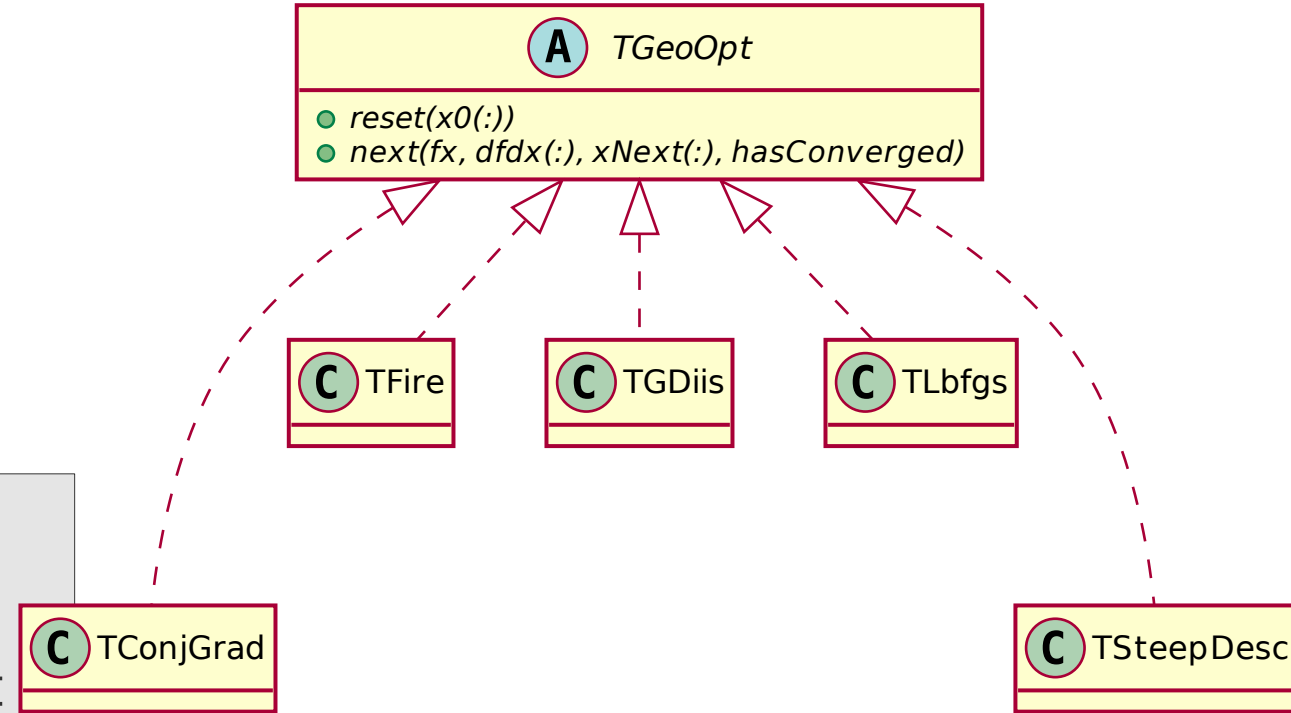 A TGeoOpt
reset(x0(:))
next(fx, dfdx(:), xNext(:), hasConverged)
C TFire
C TGDiis
C TLbfgs
C TConjGrad
C TSteepDesc